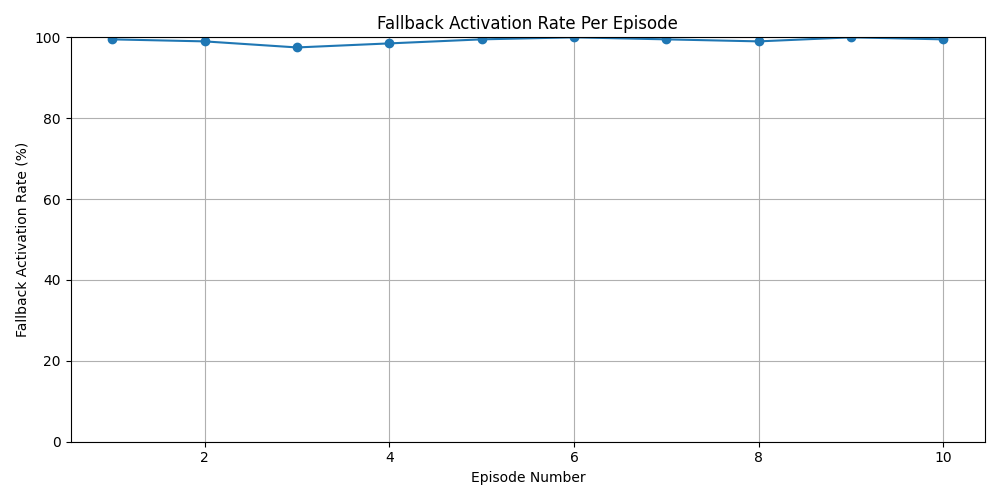 Fallback Activation Rate Per Episode
100
80
60
40
20
0
Fallback Activation Rate (%)
2 4 6 8 10
Episode Number